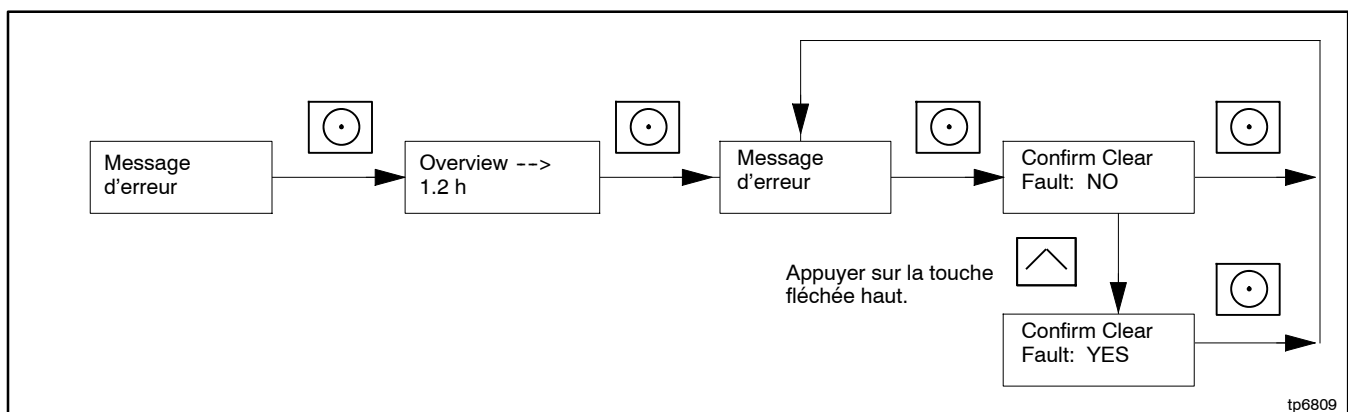 Message
d'erreur
Overview -->
1.2 h
Message
d'erreur
Confirm Clear
Fault:  NO
Appuyer sur la touche
fléchée haut.
Confirm Clear
Fault:  YES
tp6809